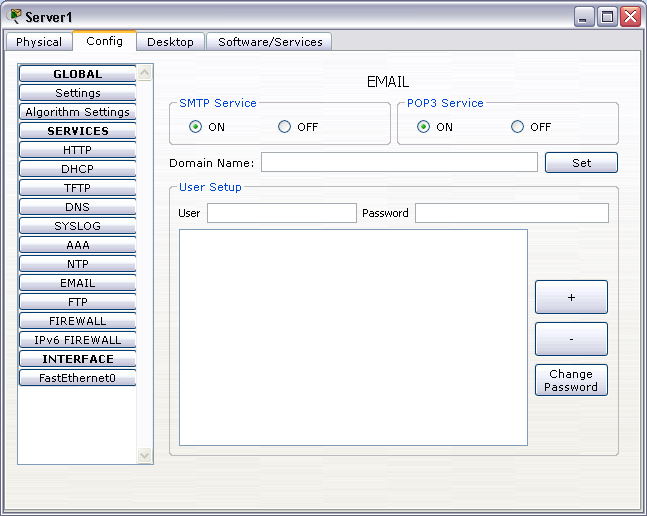 Server1
Physical Config Desktop Software/Services
GLOBAL
Settings
Algorithm Settings
SERVICES
HTTP
DHCP
TFTP
DNS
SYSLOG
AAA
NTP
EMAIL
FTP
FIREWALL
IPv6 FIREWALL
INTERFACE
FastEthernet0
EMAIL
SMTP Service
ON OFF
POP3 Service
ON OFF
Domain Name: Set
User Setup
User Password
+
-
Change
Password